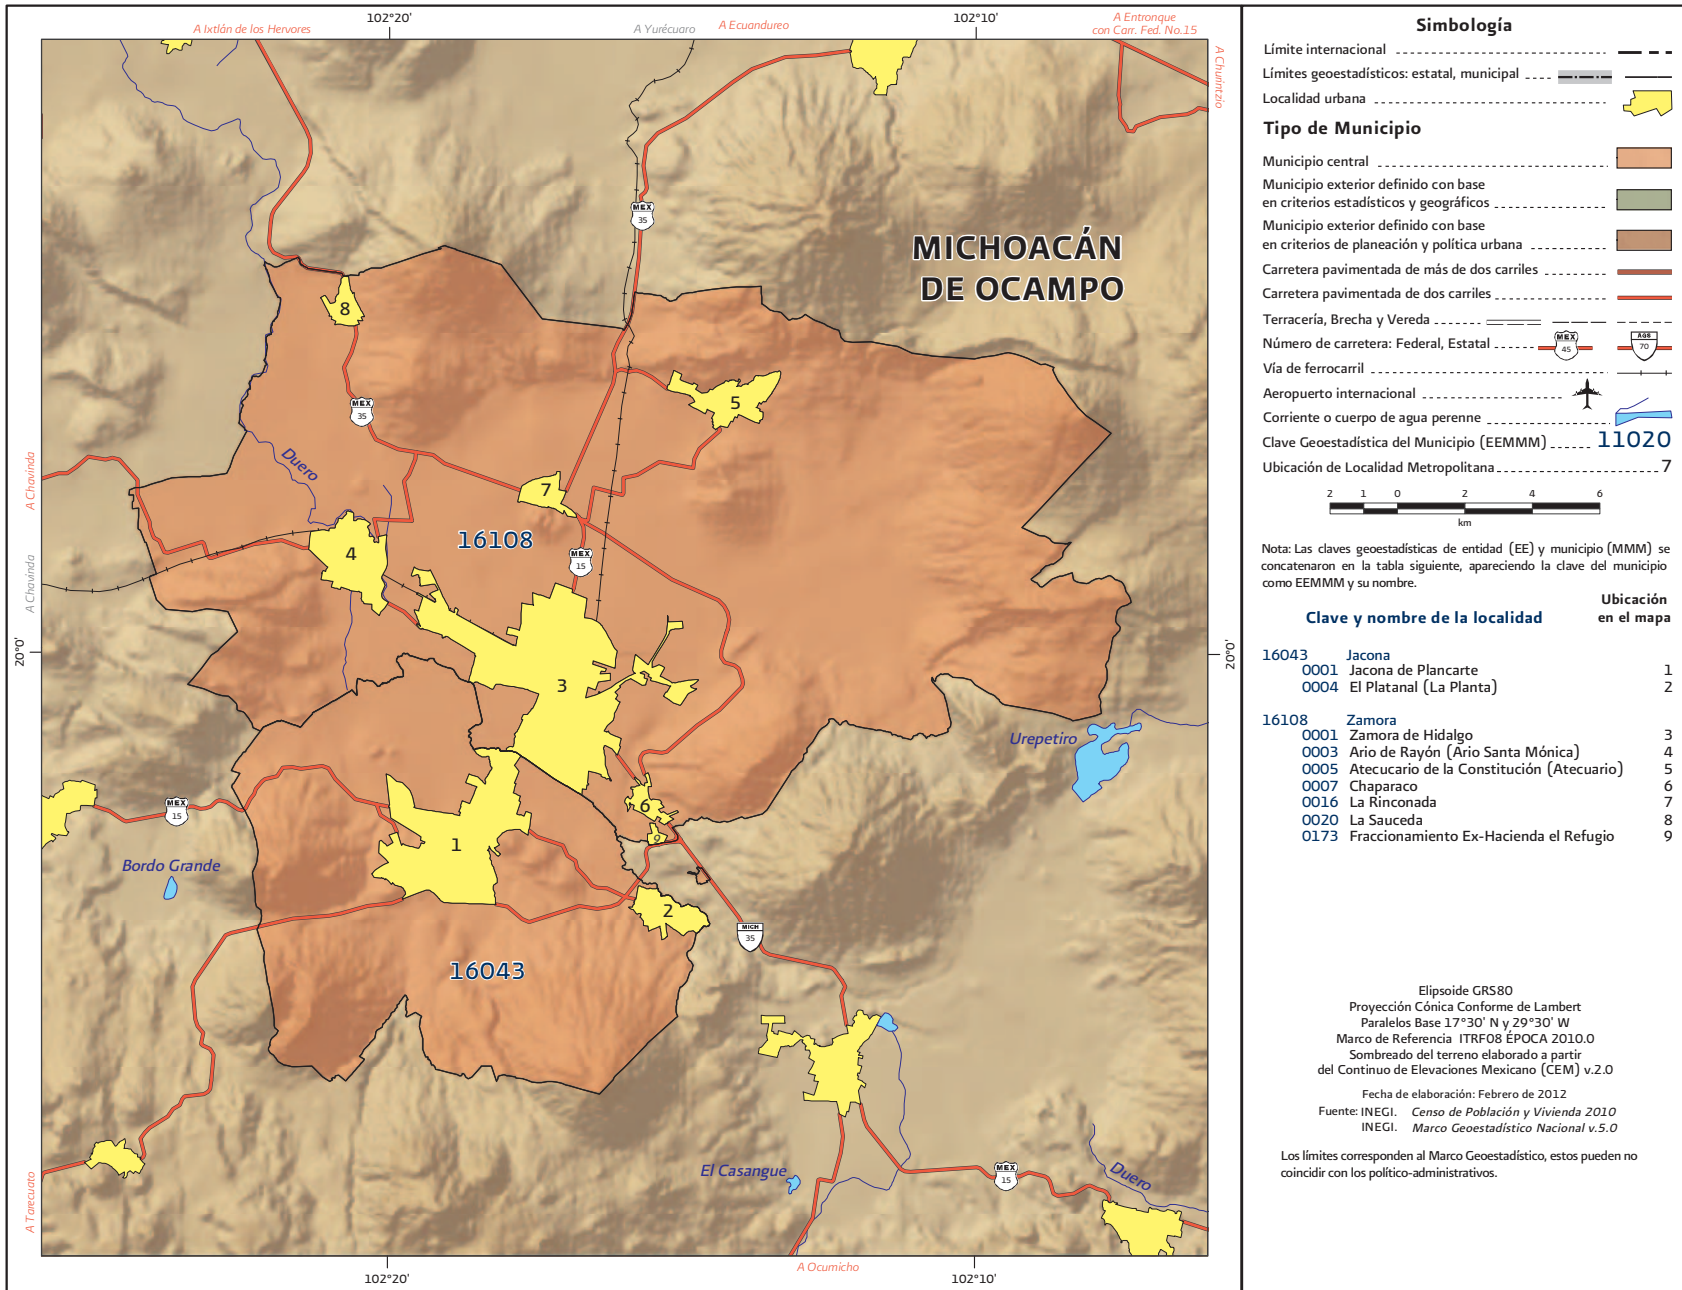 102°20'
102°10'
A Ixtlán de los Hervores
A Yurécuaro
A Ecuandureo
A Entronque
con Carr. Fed. No.15
A Churintzio
MEX
35
MICHOACÁN
DE OCAMPO
8
MEX
35
5
Duero
A Chavinda
7
16108
4
MEX
15
A Chavinda
20°0'
20°0'
3
Urepetiro
MEX
15
6
9
1
Bordo Grande
2
MICH
35
16043
El Casangue
MEX
15
Duero
A Tarecuato
A Ocumicho
102°20'
102°10'
Simbología
Límite internacional
Límites geoestadísticos: estatal, municipal
Localidad urbana
Tipo de Municipio
Municipio central
Municipio exterior definido con base
en criterios estadísticos y geográficos
Municipio exterior definido con base
en criterios de planeación y política urbana
Carretera pavimentada de más de dos carriles
Carretera pavimentada de dos carriles
Terracería, Brecha y Vereda
Número de carretera: Federal, Estatal MEX 45 AGS 70
Vía de ferrocarril
Aeropuerto internacional
Corriente o cuerpo de agua perenne
Clave Geoestadística del Municipio (EEMMM) 11020
Ubicación de Localidad Metropolitana 7
2 1 0 2 4 6
km
Nota: Las claves geoestadísticas de entidad (EE) y municipio (MMM) se
concatenaron en la tabla siguiente, apareciendo la clave del municipio
como EEMMM y su nombre.
Clave y nombre de la localidad
Ubicación
en el mapa
16043 Jacona
0001 Jacona de Plancarte 1
0004 El Platanal (La Planta) 2
16108 Zamora
0001 Zamora de Hidalgo 3
0003 Ario de Rayón (Ario Santa Mónica) 4
0005 Atecucario de la Constitución (Atecuario) 5
0007 Chaparaco 6
0016 La Rinconada 7
0020 La Sauceda 8
0173 Fraccionamiento Ex-Hacienda el Refugio 9
Elipsoide GRS80
Proyección Cónica Conforme de Lambert
Paralelos Base 17°30' N y 29°30' W
Marco de Referencia ITRF08 ÉPOCA 2010.0
Sombreado del terreno elaborado a partir
del Continuo de Elevaciones Mexicano (CEM) v.2.0
Fecha de elaboración: Febrero de 2012
Fuente: INEGI. Censo de Población y Vivienda 2010
INEGI. Marco Geoestadístico Nacional v.5.0
Los límites corresponden al Marco Geoestadístico, estos pueden no
coincidir con los político-administrativos.